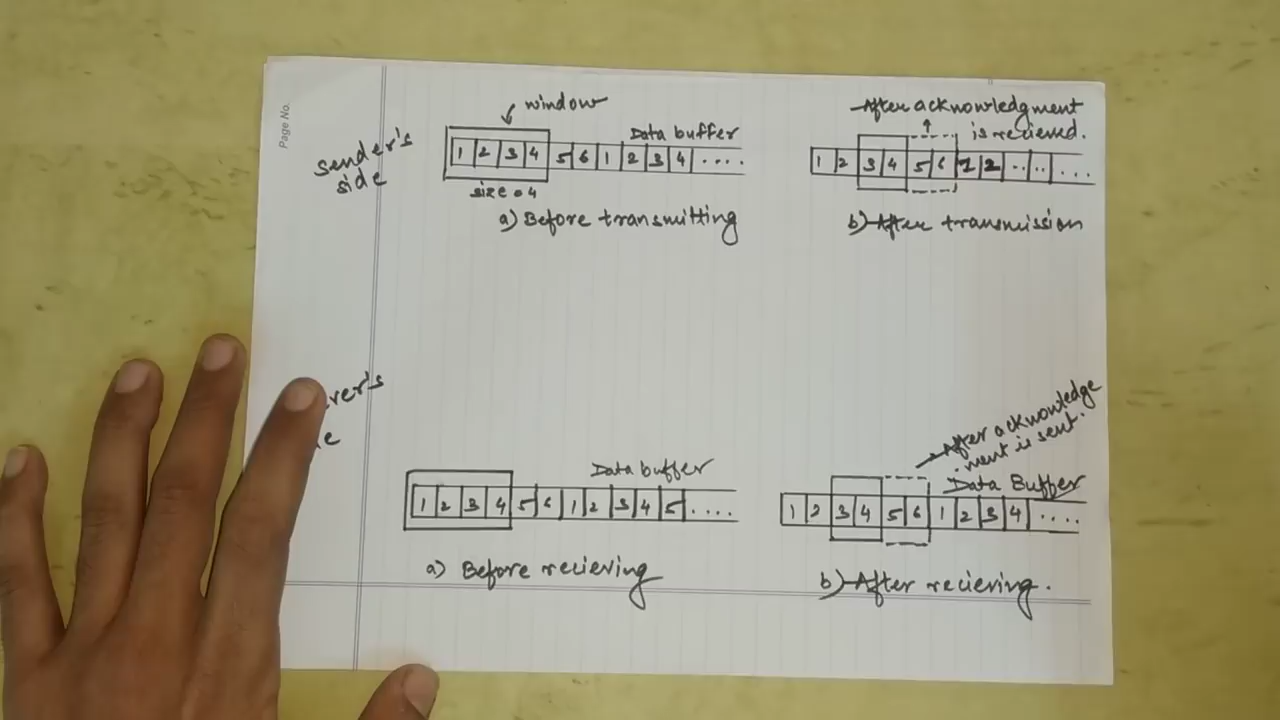 Page No.
window
sender's
side
Data buffer
1 2 3 4 5 6 1 2 3 4 ....
size = 4
a) Before transmitting
After acknowledgment
is recieved.
1 2 3 4 5 6 1 2 .. .. ...
b) After transmission
Data buffer
1 2 3 4 5 6 1 2 3 4 5 ....
a) Before recieving
After acknowledge
ment is sent.
Data Buffer
1 2 3 4 5 6 1 2 3 4 ....
b) After recieving.